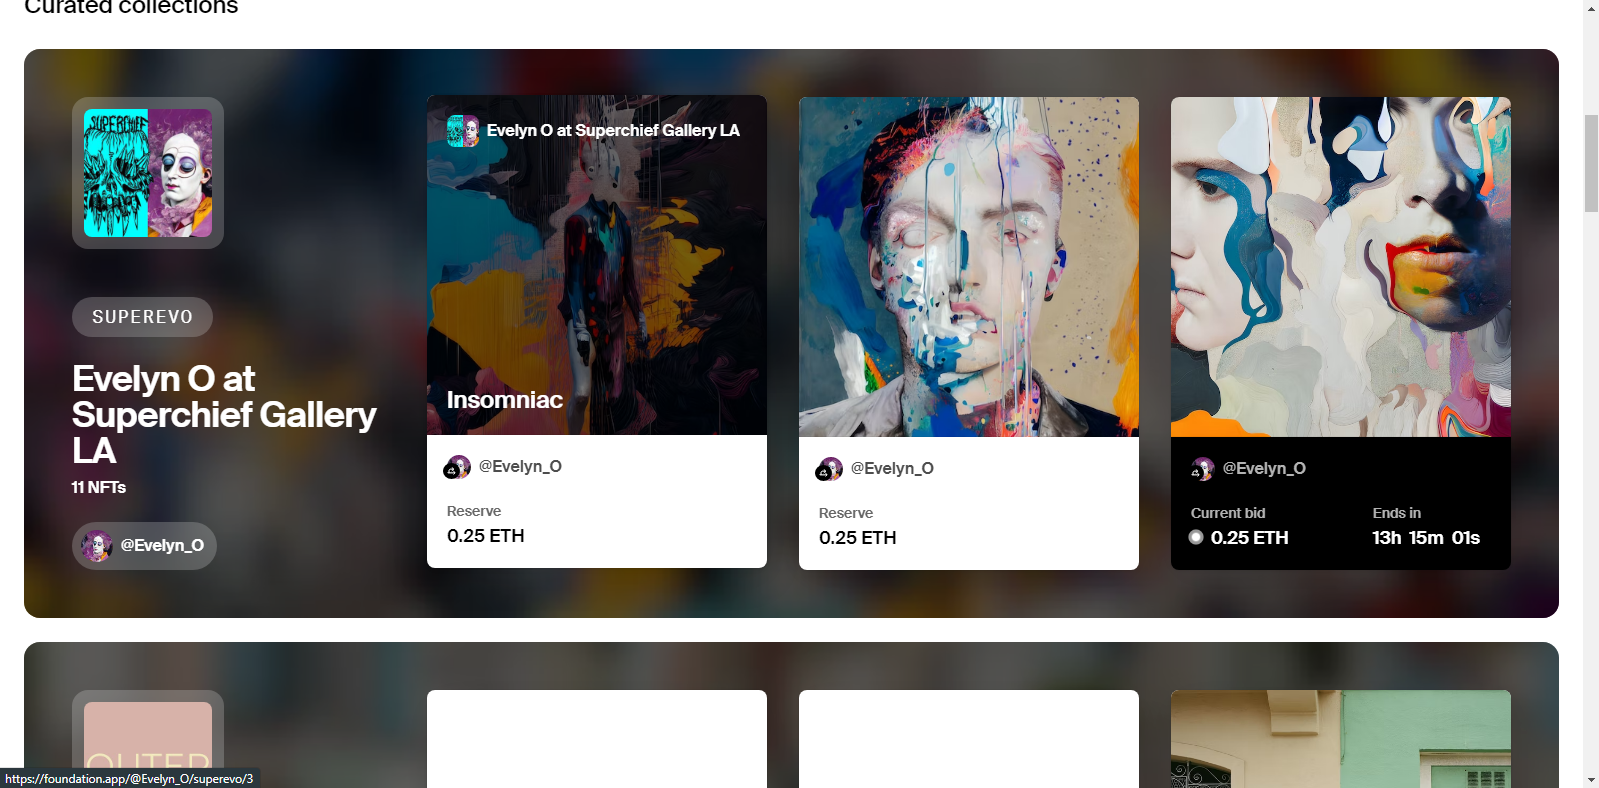 Curated collections
SUPERCHIEF
SUPEREVO
Evelyn O at
Superchief Gallery
LA
11 NFTs
@Evelyn_O
Evelyn O at Superchief Gallery LA
Insomniac
@Evelyn_O
Reserve
0.25 ETH
@Evelyn_O
Reserve
0.25 ETH
@Evelyn_O
Current bid
Ends in
0.25 ETH
13h 15m 01s
OUTER
https://foundation.app/@Evelyn_O/superevo/3